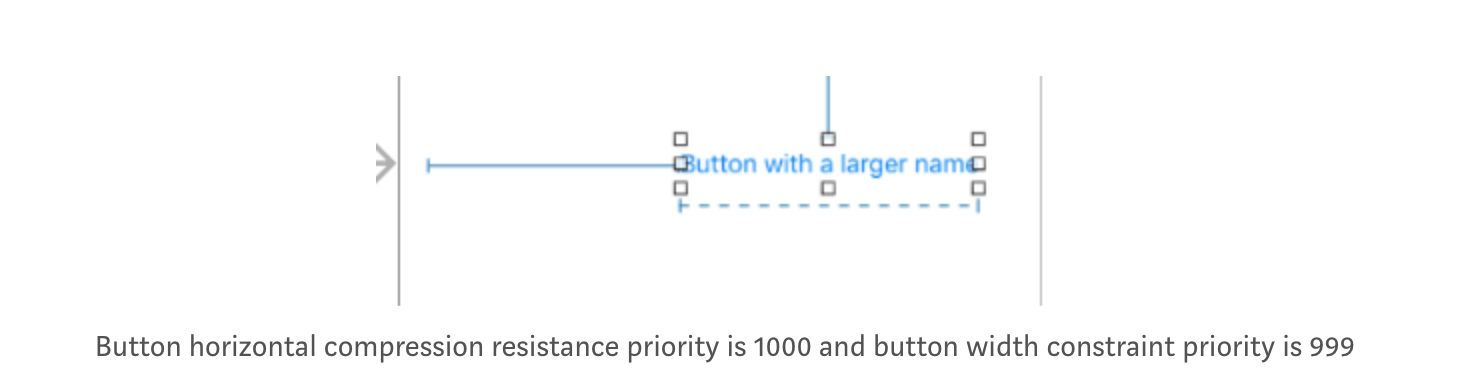 Button with a larger name
Button horizontal compression resistance priority is 1000 and button width constraint priority is 999